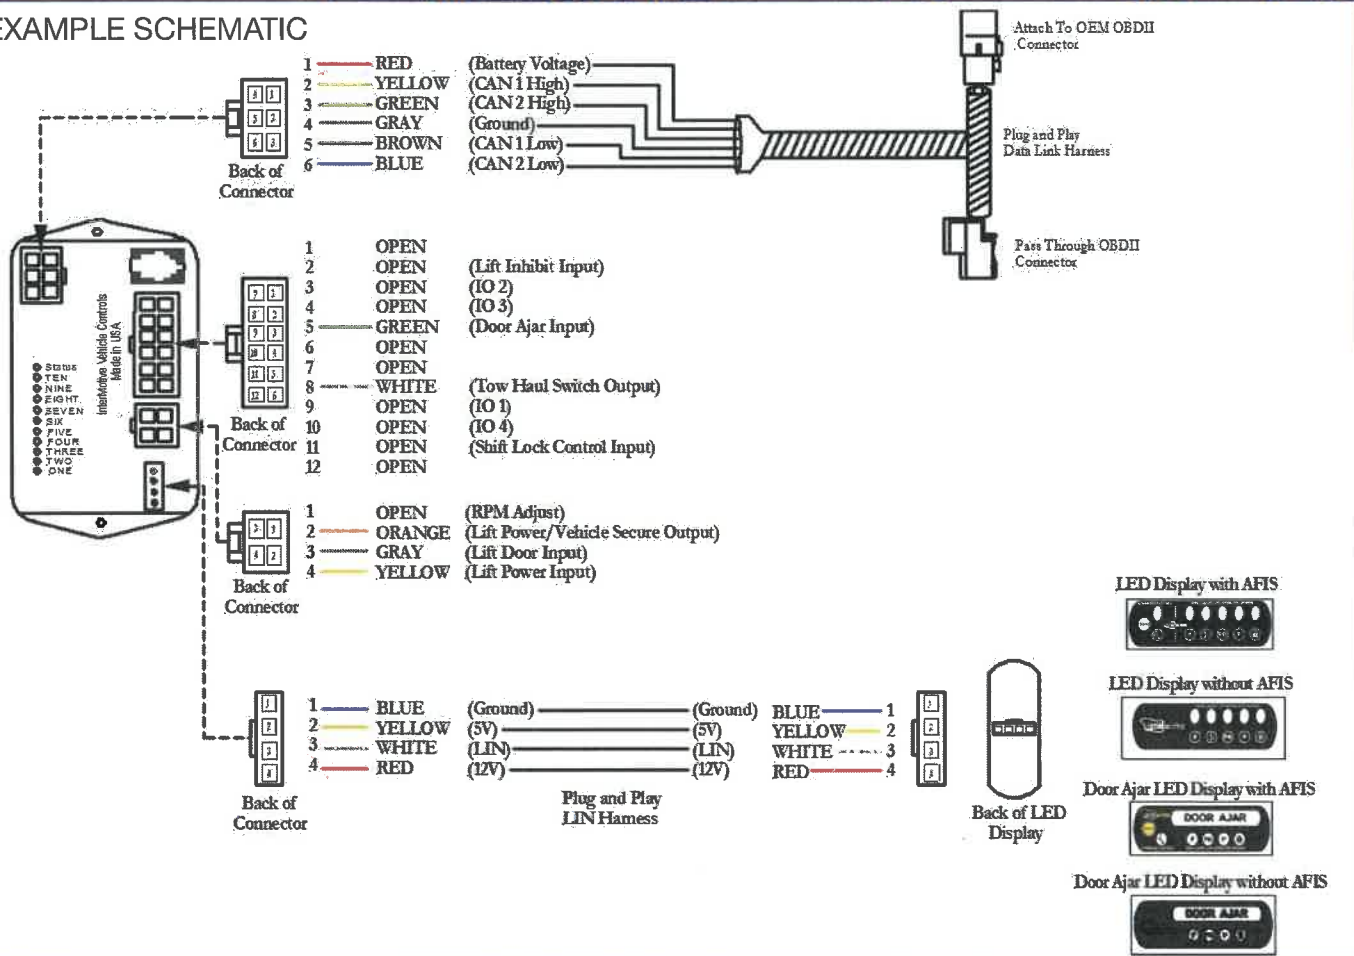 EXAMPLE SCHEMATIC
1 RED (Battery Voltage)
2 YELLOW (CAN 1 High)
3 GREEN (CAN 2 High)
4 GRAY (Ground)
5 BROWN (CAN 1 Low)
6 BLUE (CAN 2 Low)
Back of
Connector
Attach To OEM OBDII
Connector
Plug and Play
Data Link Harness
Pass Through OBDII
Connector
1 OPEN
2 OPEN (Lift Inhibit Input)
3 OPEN (IO 2)
4 OPEN (IO 3)
5 GREEN (Door Ajar Input)
6 OPEN
7 OPEN
8 WHITE (Tow Haul Switch Output)
9 OPEN (IO 1)
10 OPEN (IO 4)
11 OPEN (Shift Lock Control Input)
12 OPEN
Back of
Connector
InterMotive Vehicle Controls
Made in USA
Status
TEN
NINE
EIGHT
SEVEN
SIX
FIVE
FOUR
THREE
TWO
ONE
1 OPEN (RPM Adjust)
2 ORANGE (Lift Power/Vehicle Secure Output)
3 GRAY (Lift Door Input)
4 YELLOW (Lift Power Input)
Back of
Connector
1 BLUE (Ground) (Ground) BLUE 1
2 YELLOW (5V) (5V) YELLOW 2
3 WHITE (LIN) (LIN) WHITE 3
4 RED (12V) (12V) RED 4
Back of
Connector
Plug and Play
LIN Harness
Back of LED
Display
LED Display with AFIS
LED Display without AFIS
Door Ajar LED Display with AFIS
DOOR AJAR
Door Ajar LED Display without AFIS
DOOR AJAR